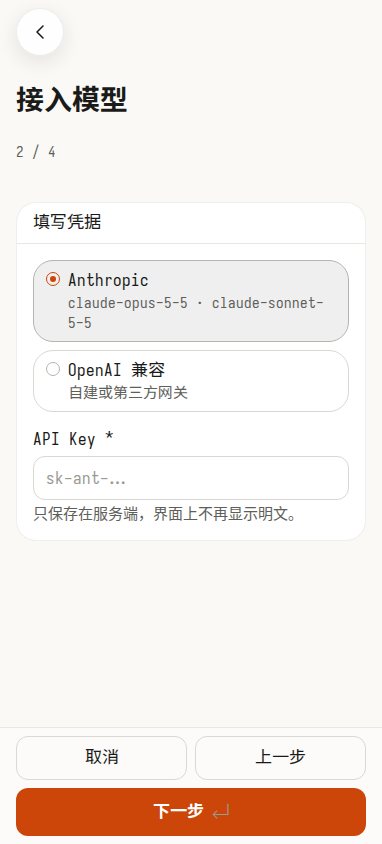 接入模型
2 / 4
填写凭据
Anthropic
claude-opus-5-5 · claude-sonnet-
5-5
OpenAI 兼容
自建或第三方网关
API Key *
sk-ant-...
只保存在服务端，界面上不再显示明文。
取消
上一步
下一步